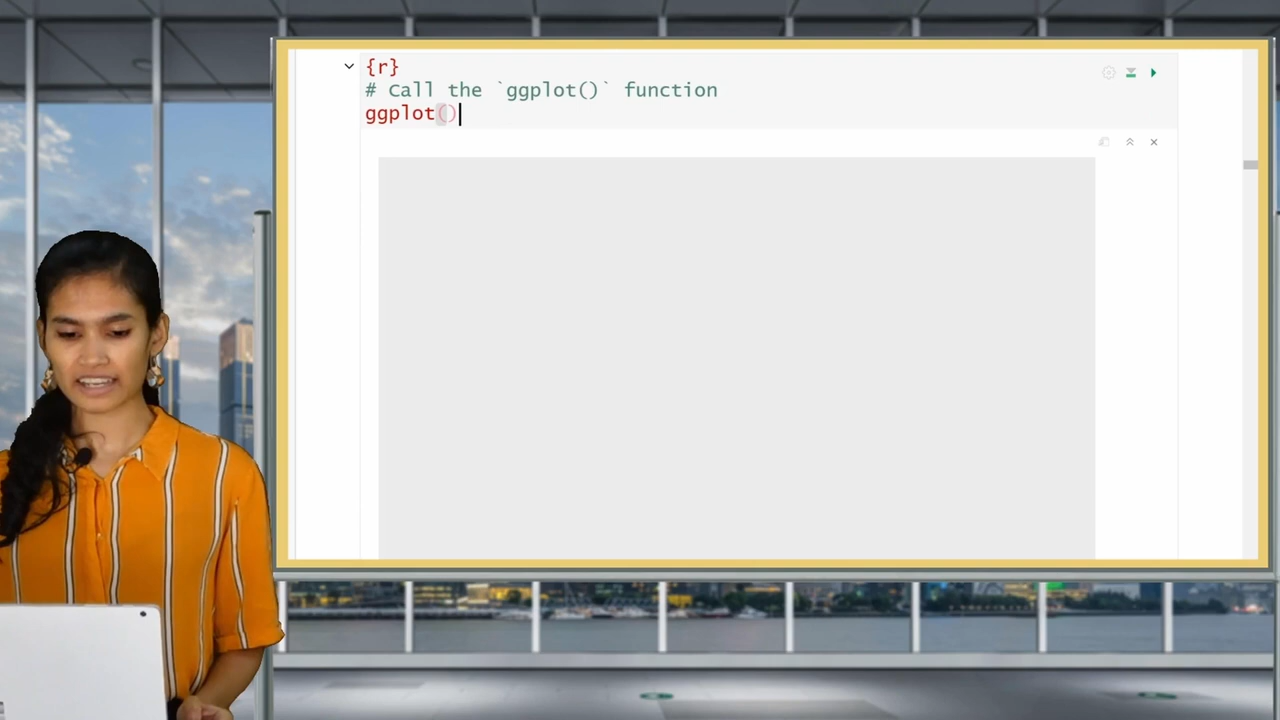 {r}
# Call the `ggplot()` function
ggplot()